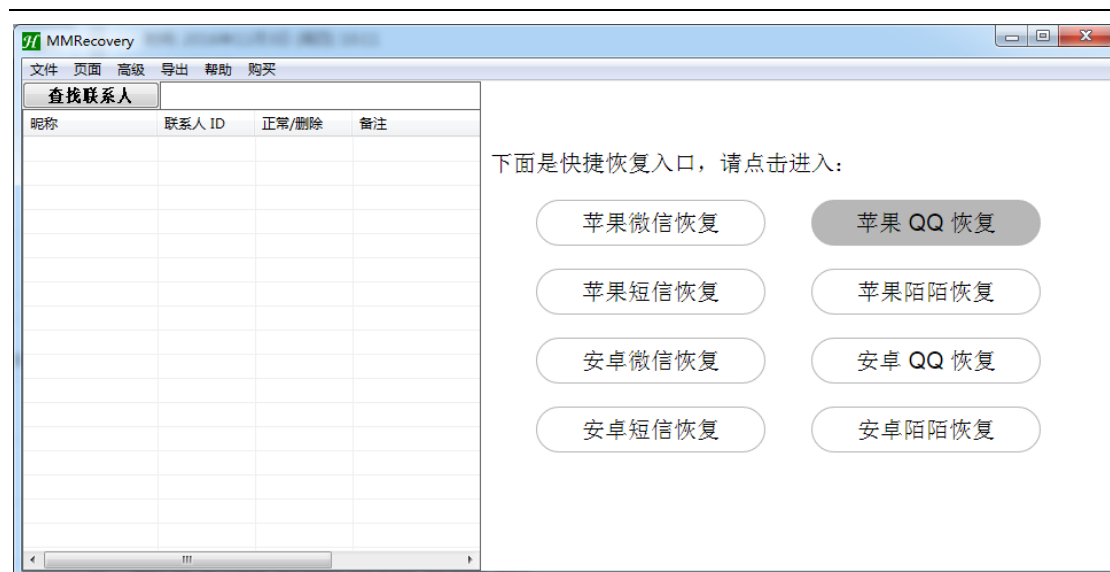 MMRecovery
文件 页面 高级 导出 帮助 购买
查找联系人
昵称 联系人 ID 正常/删除 备注
下面是快捷恢复入口，请点击进入：
苹果微信恢复 苹果 QQ 恢复
苹果短信恢复 苹果陌陌恢复
安卓微信恢复 安卓 QQ 恢复
安卓短信恢复 安卓陌陌恢复